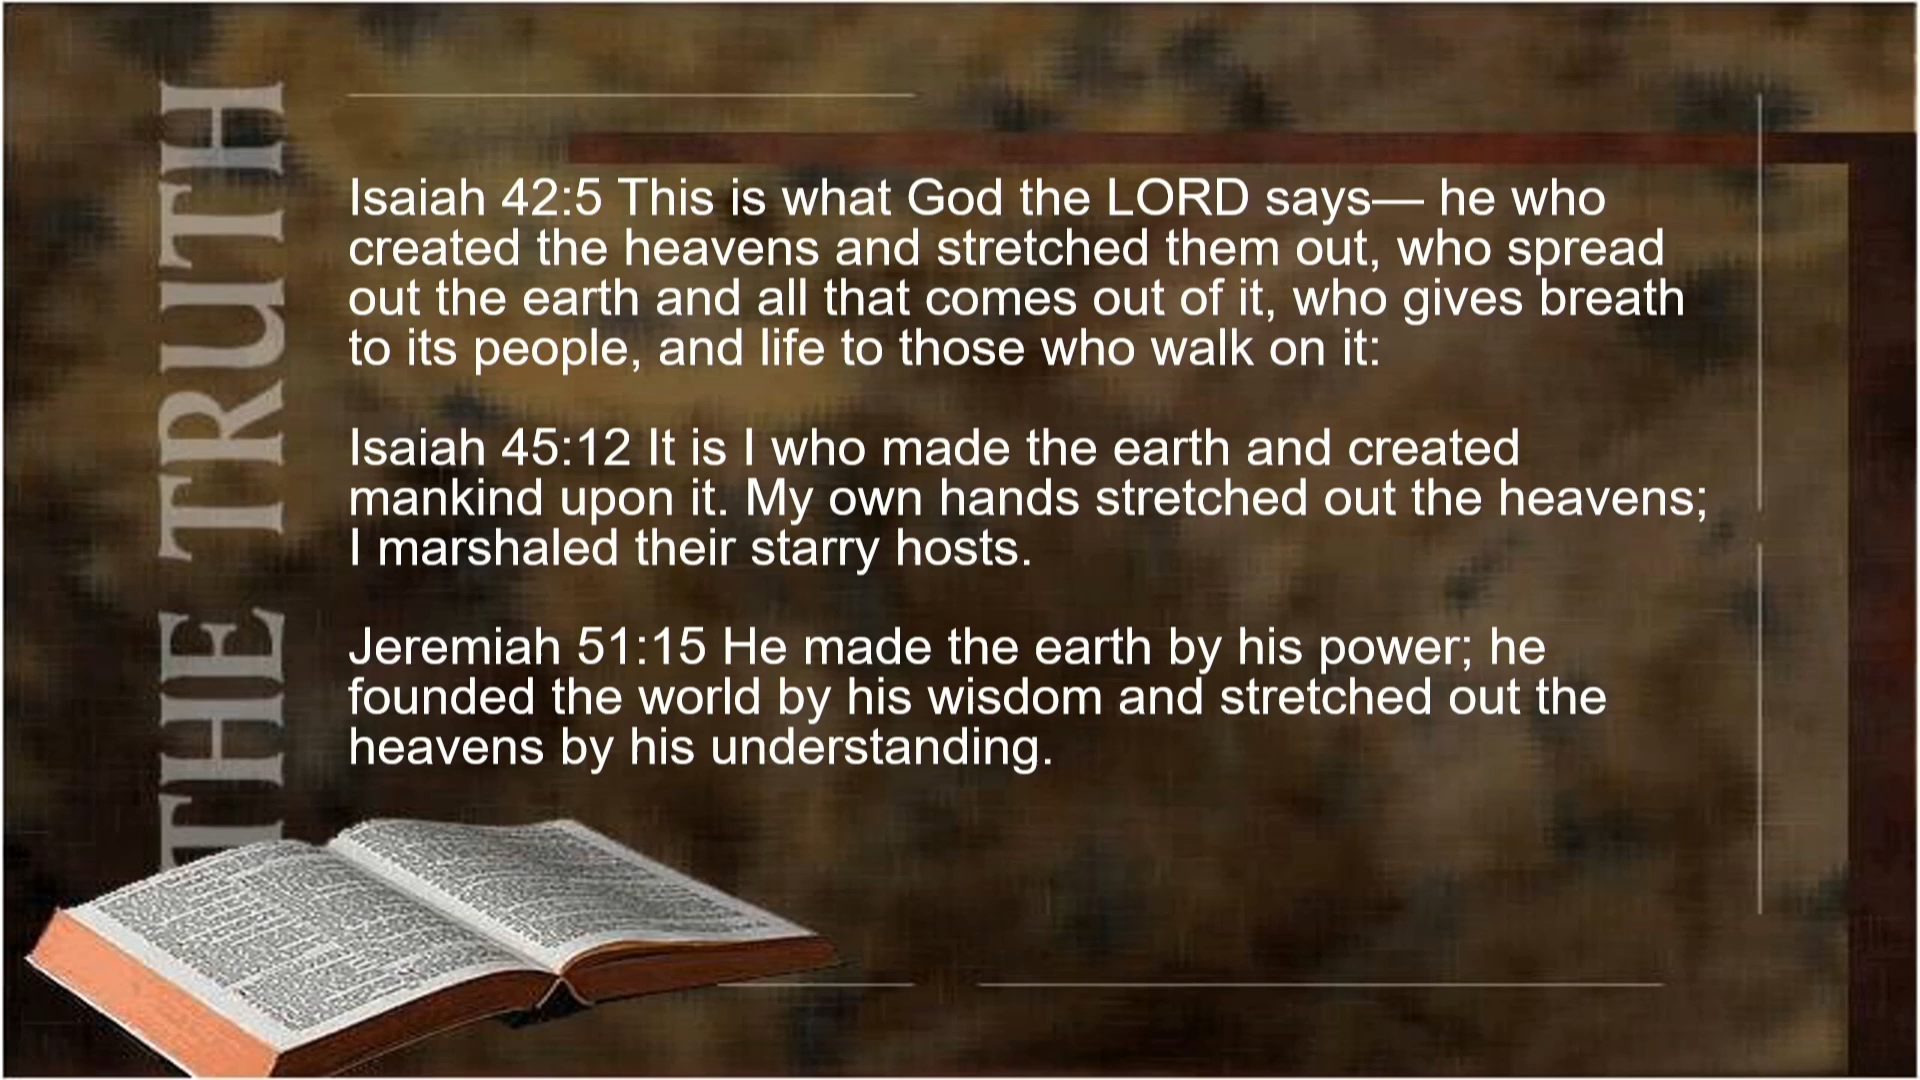 THE TRUTH
Isaiah 42:5 This is what God the LORD says— he who
created the heavens and stretched them out, who spread
out the earth and all that comes out of it, who gives breath
to its people, and life to those who walk on it:
Isaiah 45:12 It is I who made the earth and created
mankind upon it. My own hands stretched out the heavens;
I marshaled their starry hosts.
Jeremiah 51:15 He made the earth by his power; he
founded the world by his wisdom and stretched out the
heavens by his understanding.